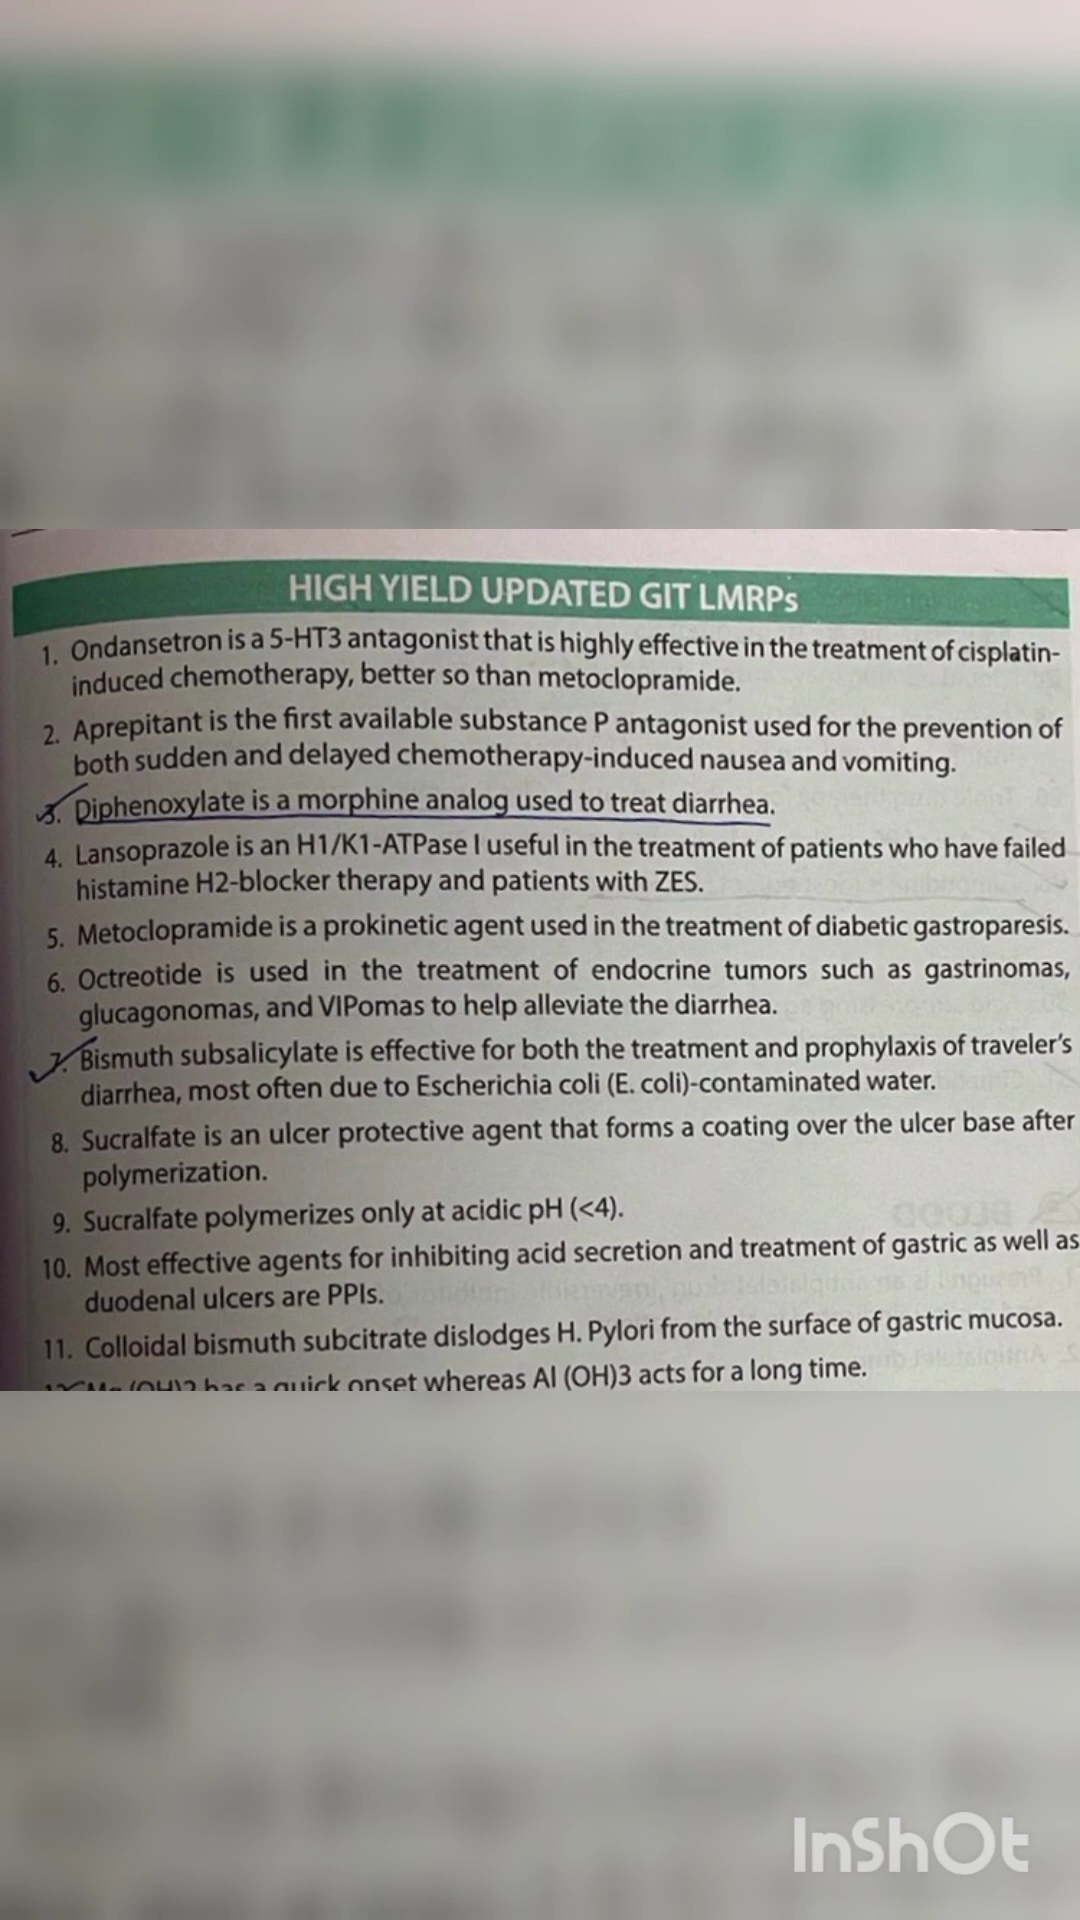 HIGH YIELD UPDATED GIT LMRPs
1. Ondansetron is a 5-HT3 antagonist that is highly effective in the treatment of cisplatin-
induced chemotherapy, better so than metoclopramide.
2. Aprepitant is the first available substance P antagonist used for the prevention of
both sudden and delayed chemotherapy-induced nausea and vomiting.
3. Diphenoxylate is a morphine analog used to treat diarrhea.
4. Lansoprazole is an H1/K1-ATPase I useful in the treatment of patients who have failed
histamine H2-blocker therapy and patients with ZES.
5. Metoclopramide is a prokinetic agent used in the treatment of diabetic gastroparesis.
6. Octreotide is used in the treatment of endocrine tumors such as gastrinomas,
glucagonomas, and VIPomas to help alleviate the diarrhea.
7. Bismuth subsalicylate is effective for both the treatment and prophylaxis of traveler's
diarrhea, most often due to Escherichia coli (E. coli)-contaminated water.
8. Sucralfate is an ulcer protective agent that forms a coating over the ulcer base after
polymerization.
9. Sucralfate polymerizes only at acidic pH (<4).
10. Most effective agents for inhibiting acid secretion and treatment of gastric as well as
duodenal ulcers are PPIs.
11. Colloidal bismuth subcitrate dislodges H. Pylori from the surface of gastric mucosa.
has a quick onset whereas Al (OH)3 acts for a long time.
InShOt